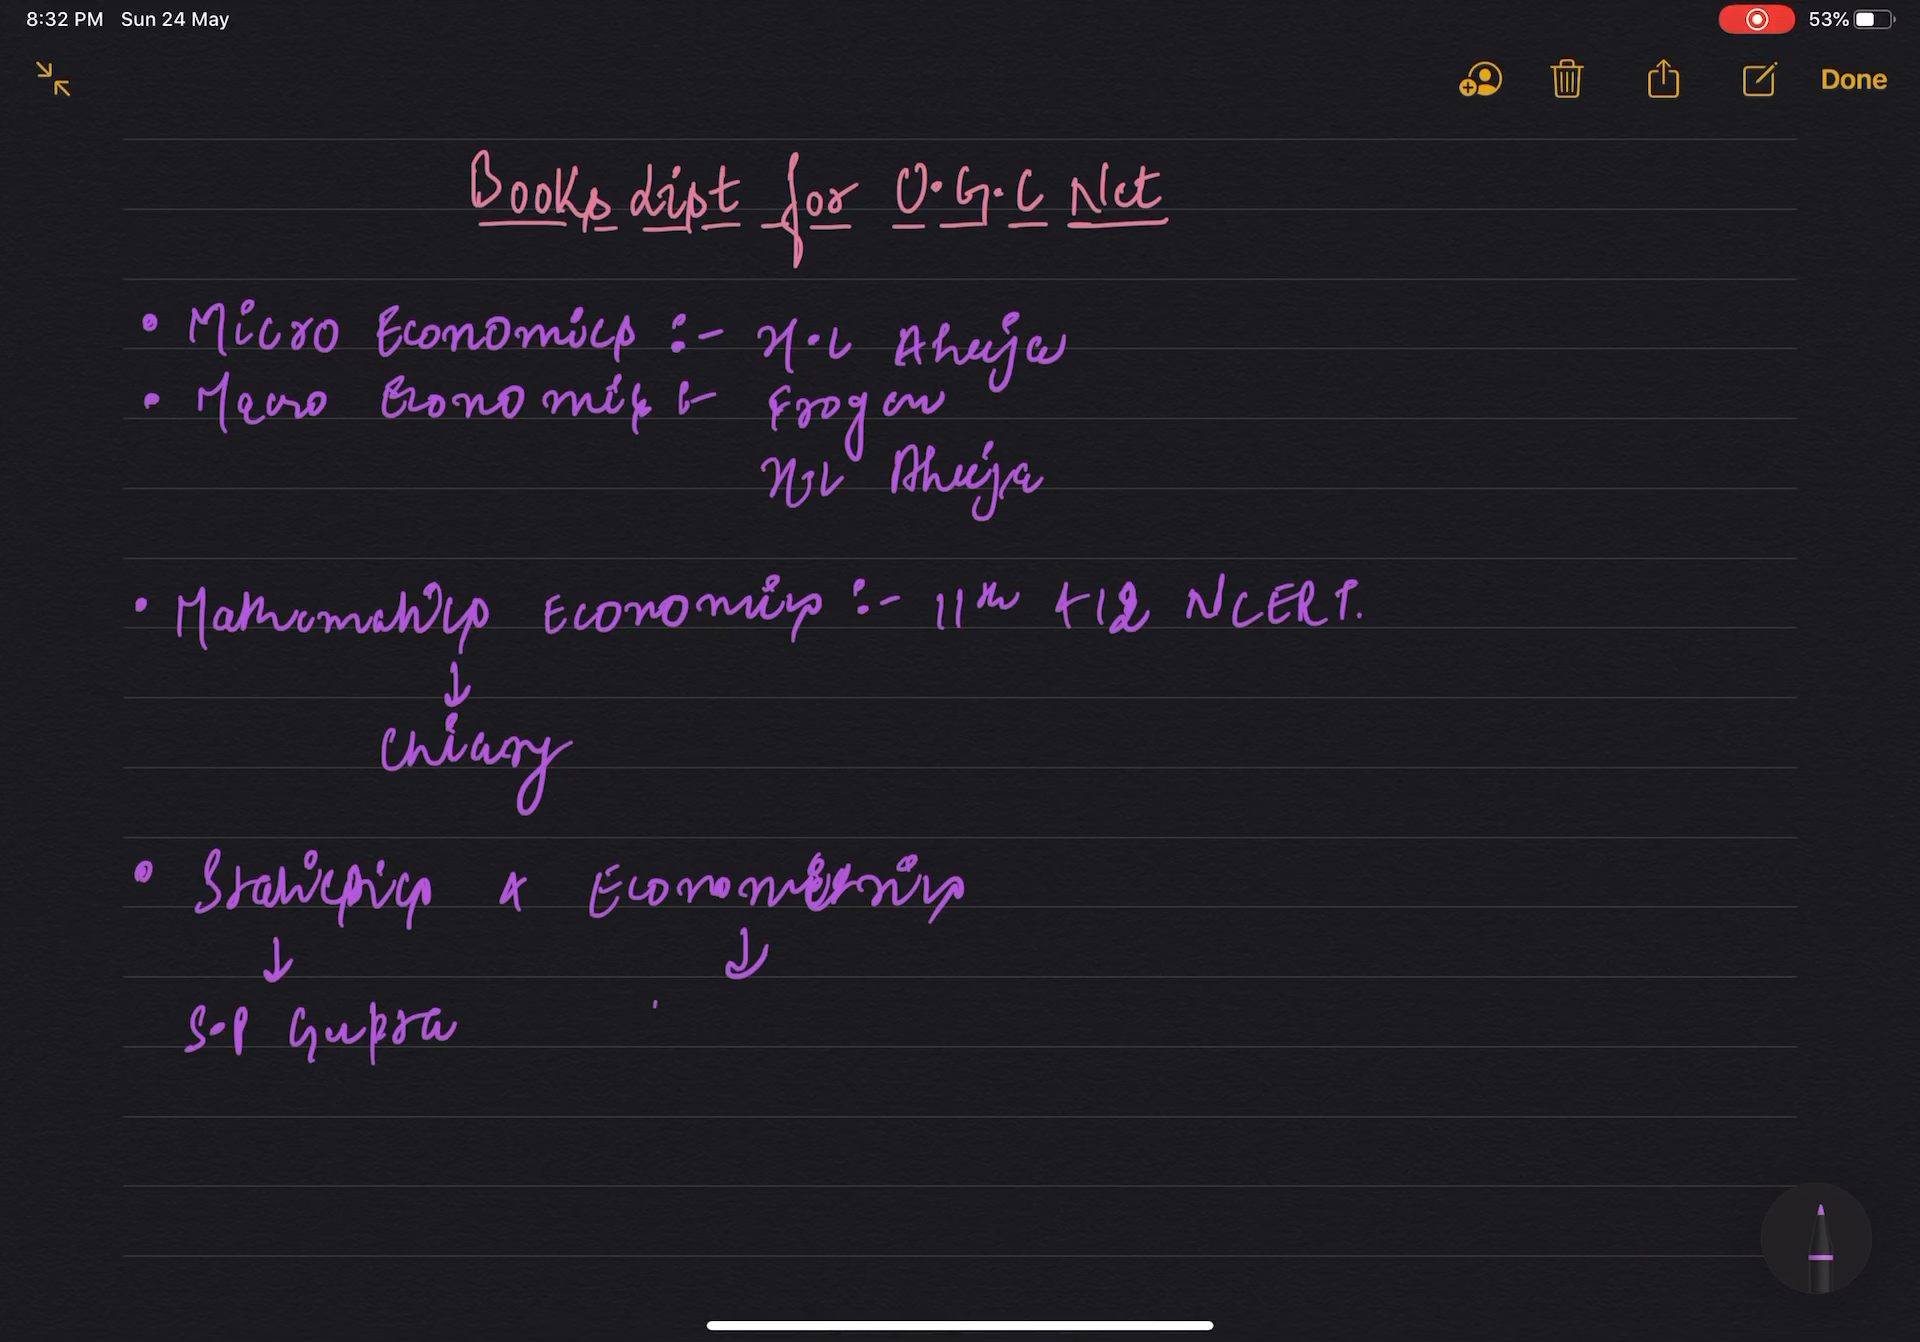 8:32 PM Sun 24 May 53%
Done
Books List for U.G.C Net
• Micro Economics :- H.L Ahuja
• Macro Economics :- Frogen
H.L Ahuja
• Mathematics Economics :- 11th + 12 NCERT.
↓
Chiang
• Statistics & Econometrics
↓ ↓
S.P Gupta